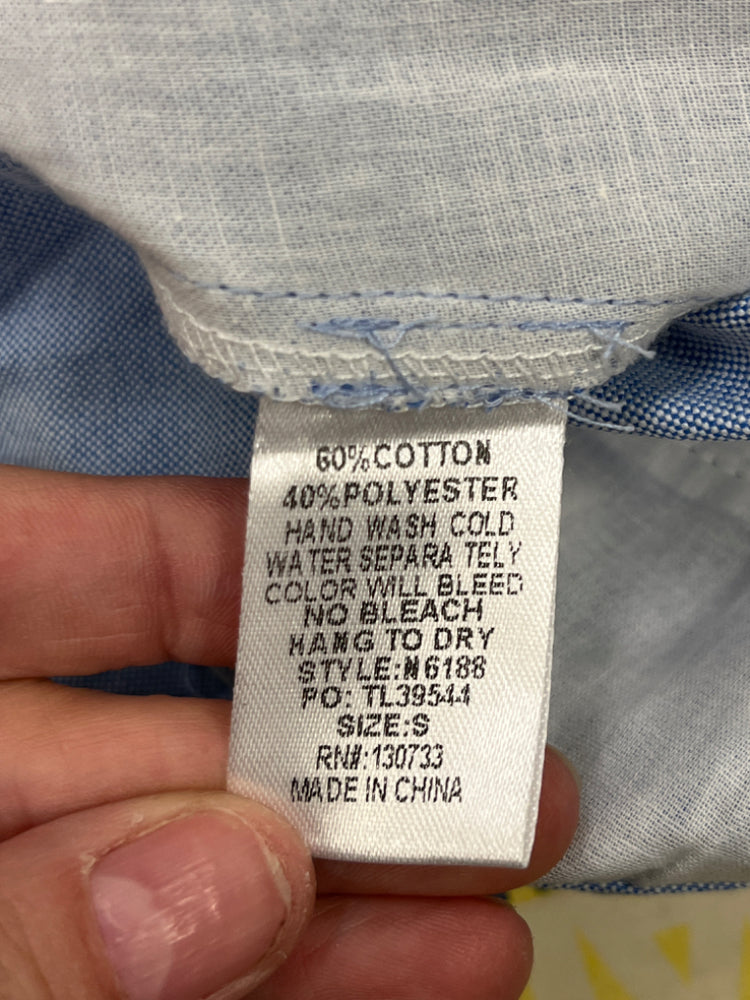 60%COTTON
40%POLYESTER
HAND WASH COLD
WATER SEPARA TELY
COLOR WILL BLEED
NO BLEACH
HANG TO DRY
STYLE:N6188
PO: TL39544
SIZE:S
RN#:130733
MADE IN CHINA